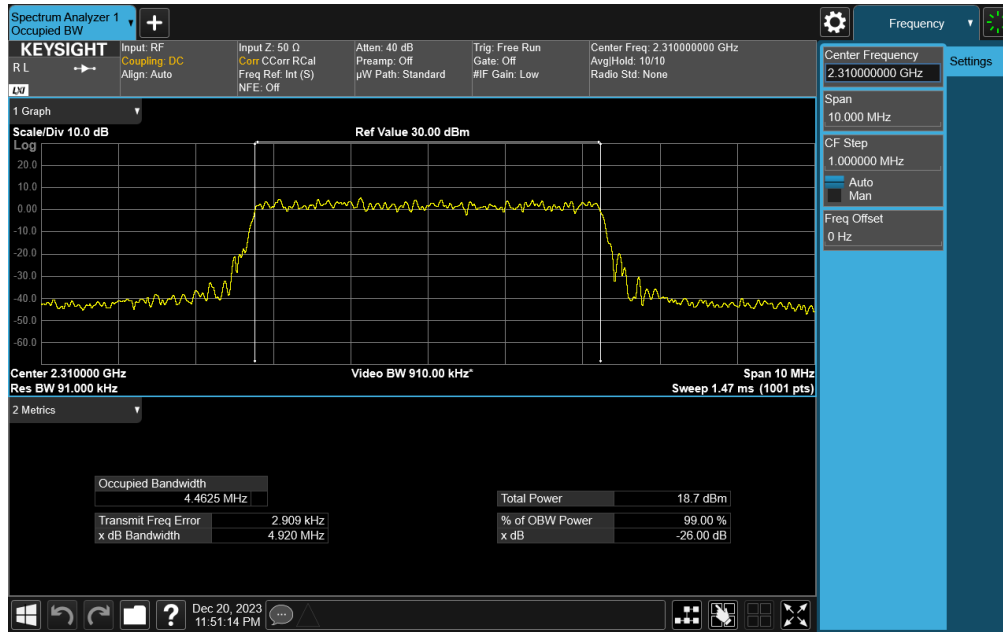 Spectrum Analyzer 1
Occupied BW
Frequency
KEYSIGHT
R L
LXI
Input: RF
Coupling: DC
Align: Auto
Input Z: 50 Ω
Corr CCorr RCal
Freq Ref: Int (S)
NFE: Off
Atten: 40 dB
Preamp: Off
µW Path: Standard
Trig: Free Run
Gate: Off
#IF Gain: Low
Center Freq: 2.310000000 GHz
Avg|Hold: 10/10
Radio Std: None
Center Frequency
2.310000000 GHz
Settings
Span
10.000 MHz
CF Step
1.000000 MHz
Auto
Man
Freq Offset
0 Hz
1 Graph
Scale/Div 10.0 dB
Ref Value 30.00 dBm
Log
20.0
10.0
0.00
-10.0
-20.0
-30.0
-40.0
-50.0
-60.0
Center 2.310000 GHz
Video BW 910.00 kHz*
Span 10 MHz
Res BW 91.000 kHz
Sweep 1.47 ms (1001 pts)
2 Metrics
Occupied Bandwidth
4.4625 MHz
Total Power 18.7 dBm
Transmit Freq Error 2.909 kHz
% of OBW Power 99.00 %
x dB Bandwidth 4.920 MHz
x dB -26.00 dB
?
Dec 20, 2023
11:51:14 PM